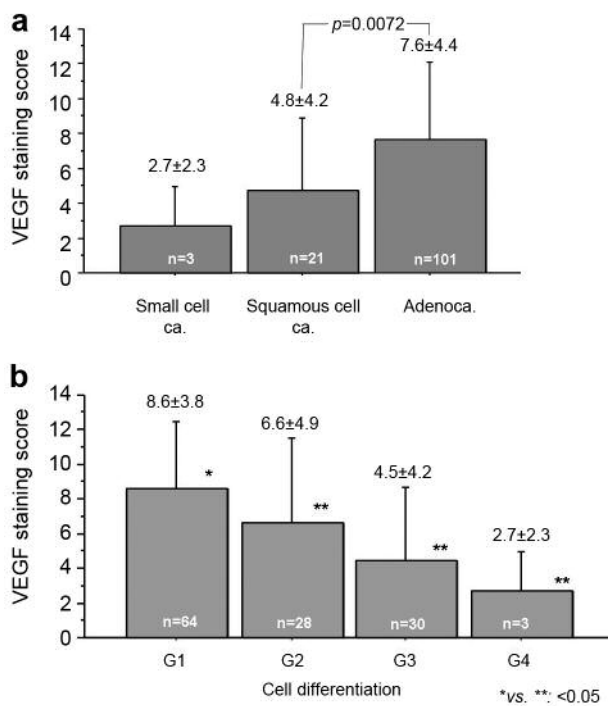 a
p=0.0072
7.6±4.4
4.8±4.2
2.7±2.3
VEGF staining score
14
12
10
8
6
4
2
0
n=3 n=21 n=101
Small cell ca. Squamous cell ca. Adenoca.
b
8.6±3.8
6.6±4.9
4.5±4.2
2.7±2.3
VEGF staining score
14
12
10
8
6
4
2
0
* ** ** **
n=64 n=28 n=30 n=3
G1 G2 G3 G4
Cell differentiation
*vs. **: <0.05